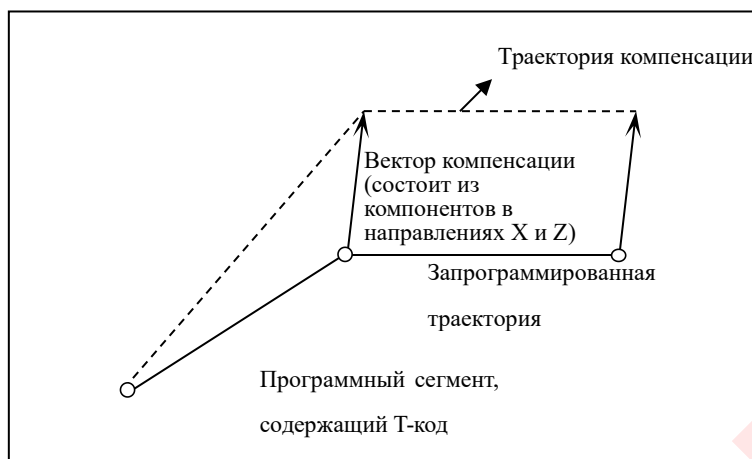 Траектория компенсации
Вектор компенсации
(состоит из
компонентов в
направлениях X и Z)
Запрограммированная
траектория
Программный сегмент,
содержащий T-код